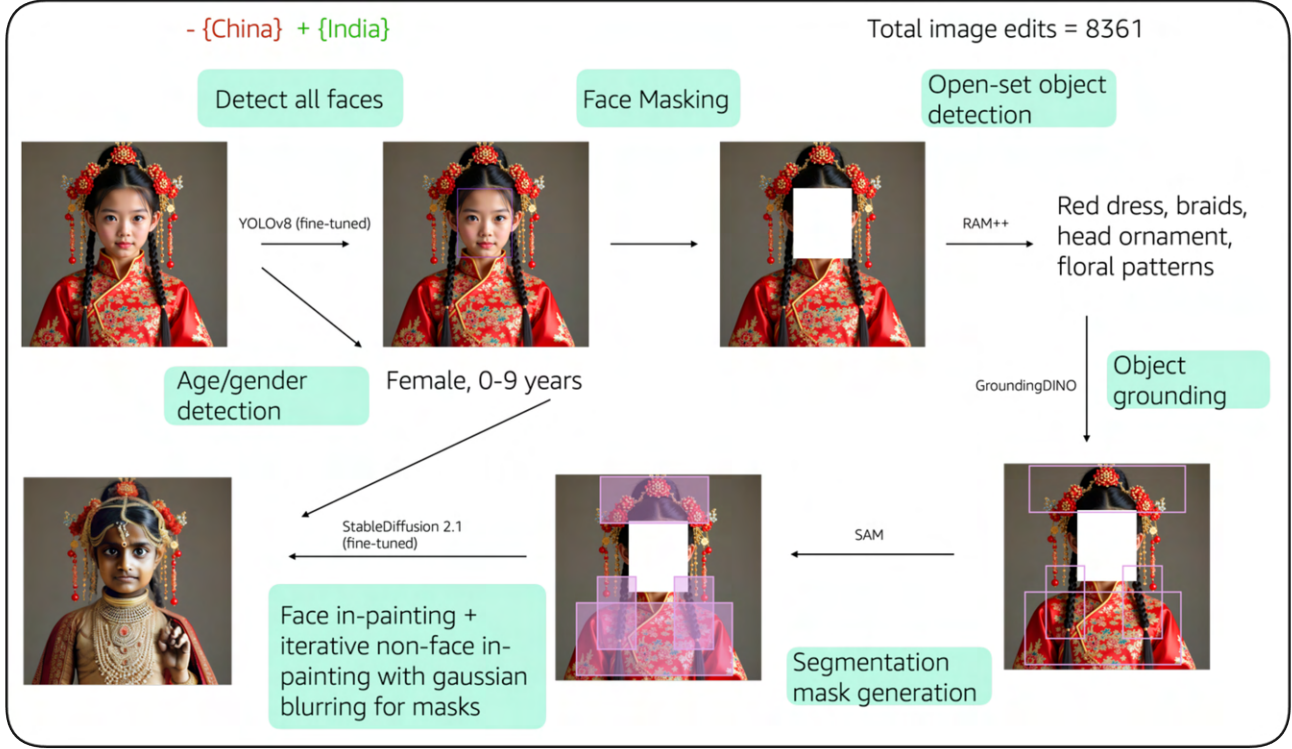 - {China} + {India}
Total image edits = 8361
Detect all faces
Face Masking
Open-set object
detection
YOLOv8 (fine-tuned)
RAM++
Red dress, braids,
head ornament,
floral patterns
Age/gender
detection
Female, 0-9 years
GroundingDINO
Object
grounding
StableDiffusion 2.1
(fine-tuned)
SAM
Face in-painting +
iterative non-face in-
painting with gaussian
blurring for masks
Segmentation
mask generation